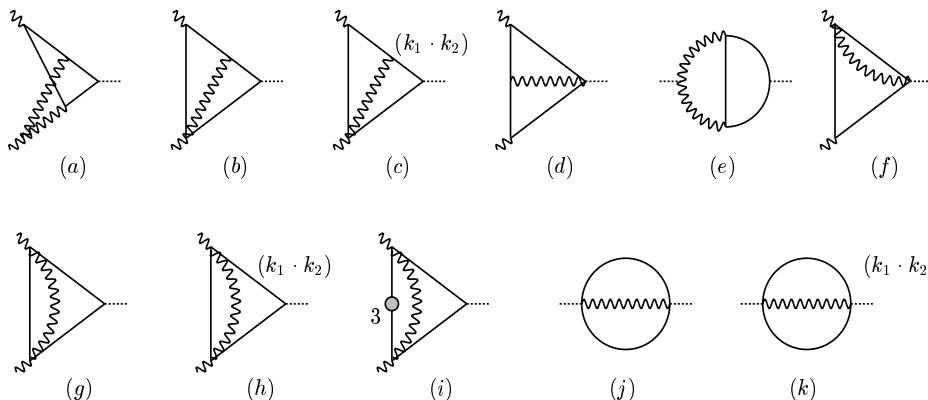 (k₁ · k₂)
(a) (b) (c) (d) (e) (f)
(k₁ · k₂) (k₁ · k₂
3
(g) (h) (i) (j) (k)